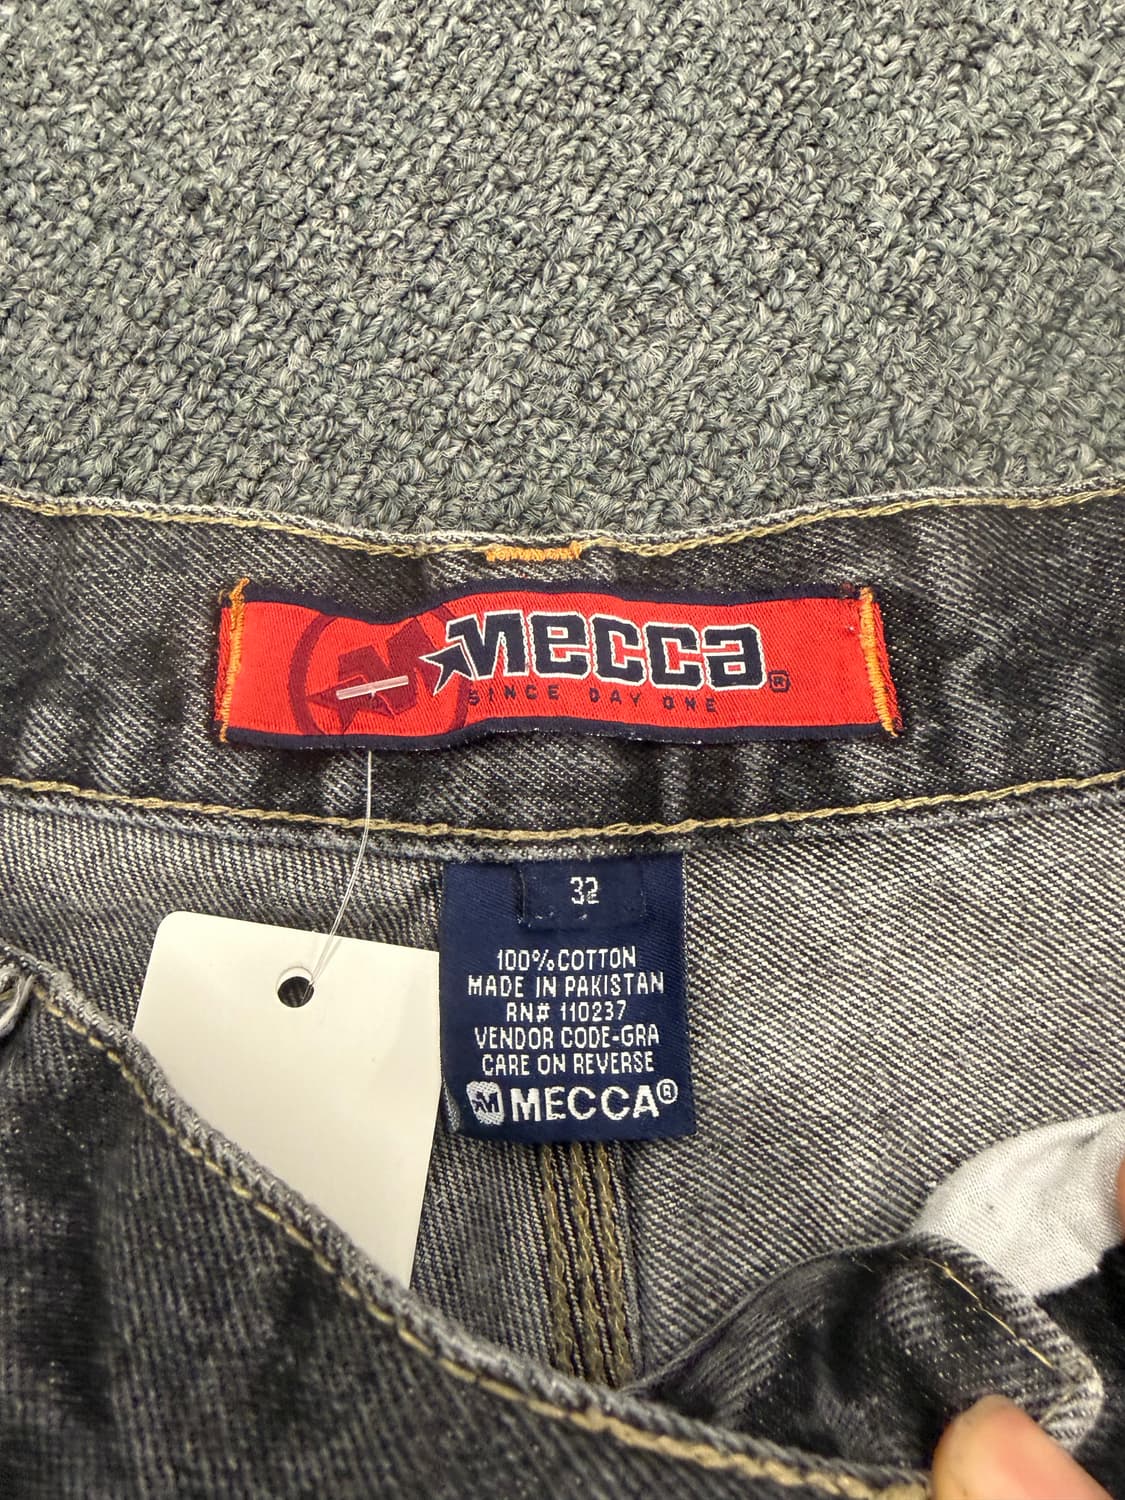 Mecca®
SINCE DAY ONE
32
100% COTTON
MADE IN PAKISTAN
RN# 110237
VENDOR CODE-GRA
CARE ON REVERSE
M MECCA®